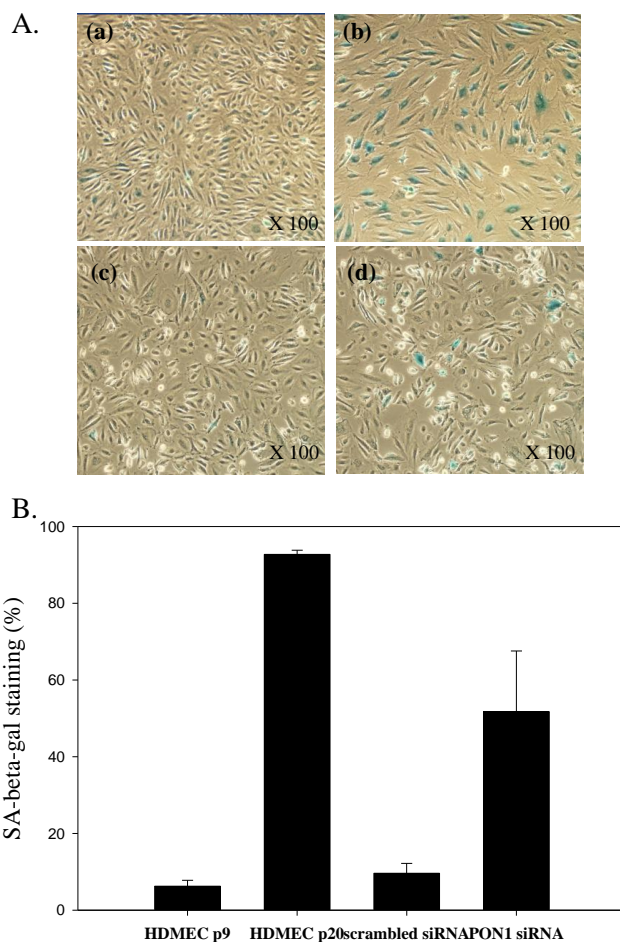 A.
(a)
(b)
X 100
X 100
(c)
(d)
X 100
X 100
B.
SA-beta-gal staining (%)
100
80
60
40
20
0
HDMEC p9 HDMEC p20 scrambled siRNA PON1 siRNA